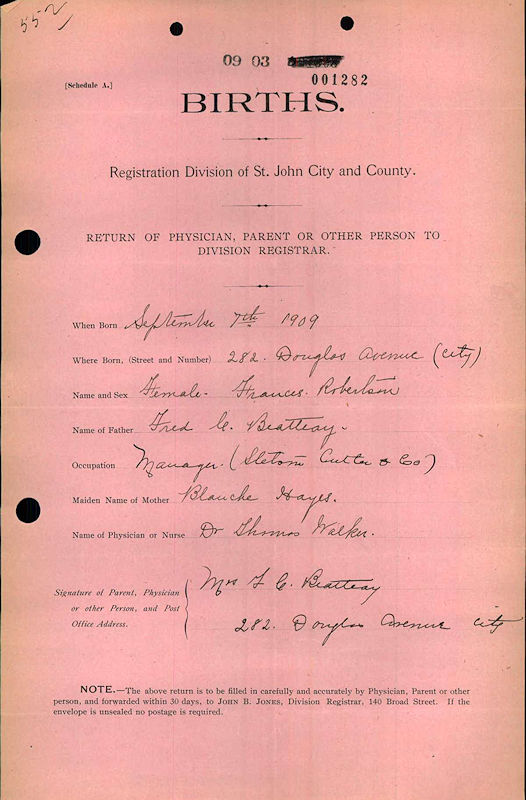 552
09 03
001282
[Schedule A.]
BIRTHS.
Registration Division of St. John City and County.
RETURN OF PHYSICIAN, PARENT OR OTHER PERSON TO
DIVISION REGISTRAR.
When Born September 7th 1909
Where Born, (Street and Number) 282. Douglas Avenue (City)
Name and Sex Female. Frances. Robertson
Name of Father Fred C. Beatteay.
Occupation Manager. (Sletson Cutler & Co)
Maiden Name of Mother Blanche Hayes.
Name of Physician or Nurse Dr Thomas Walker.
Signature of Parent, Physician
or other Person, and Post
Office Address.
Mrs F C. Beatteay
282. Douglas Avenue City
NOTE.—The above return is to be filled in carefully and accurately by Physician, Parent or other
person, and forwarded within 30 days, to JOHN B. JONES, Division Registrar, 140 Broad Street. If the
envelope is unsealed no postage is required.